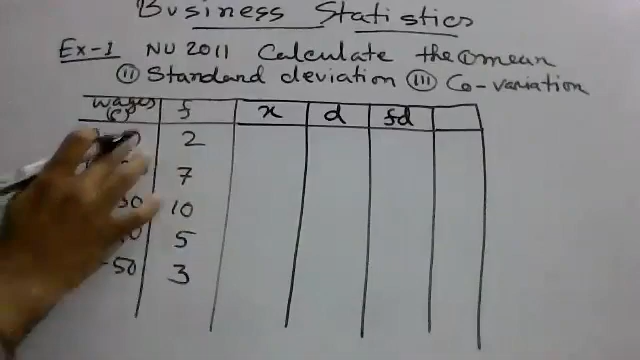 Business Statistics
Ex-1 NU 2011 Calculate the (i) mean
(ii) Standard deviation (iii) Co-variation
Wages (C) f x d fd
2
7
10
5
-50 3